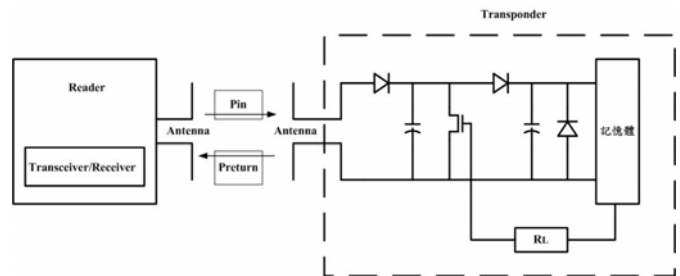 Transponder
Reader
Pin
Antenna
Antenna
Preturn
Transceiver/Receiver
記憶體
RL